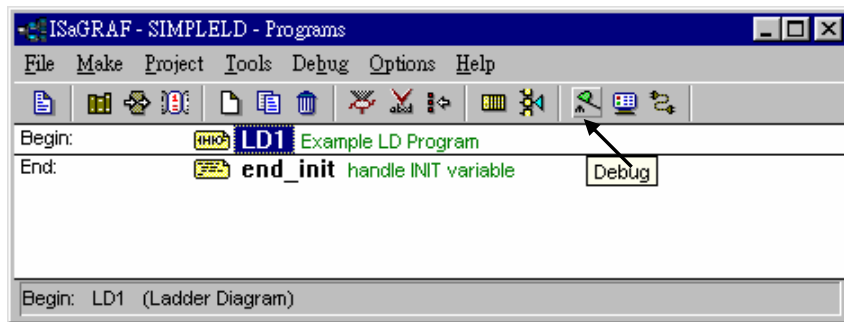 ISaGRAF - SIMPLELD - Programs
File Make Project Tools Debug Options Help
Begin: LD1 Example LD Program
End: end_init handle INIT variable
Debug
Begin: LD1 (Ladder Diagram)